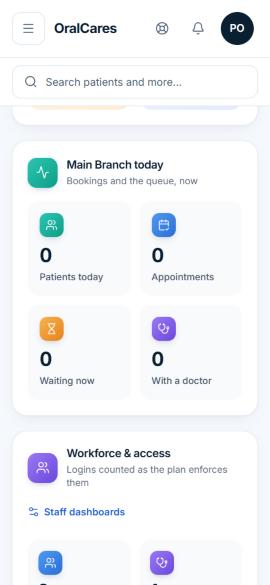 OralCares
PO
Search patients and more...
Main Branch today
Bookings and the queue, now
0
Patients today
0
Appointments
0
Waiting now
0
With a doctor
Workforce & access
Logins counted as the plan enforces
them
Staff dashboards